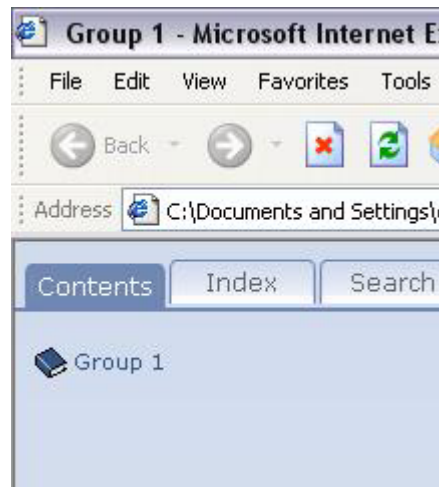 Group 1 - Microsoft Internet E
File Edit View Favorites Tools
Back
Address C:\Documents and Settings\
Contents Index Search
Group 1